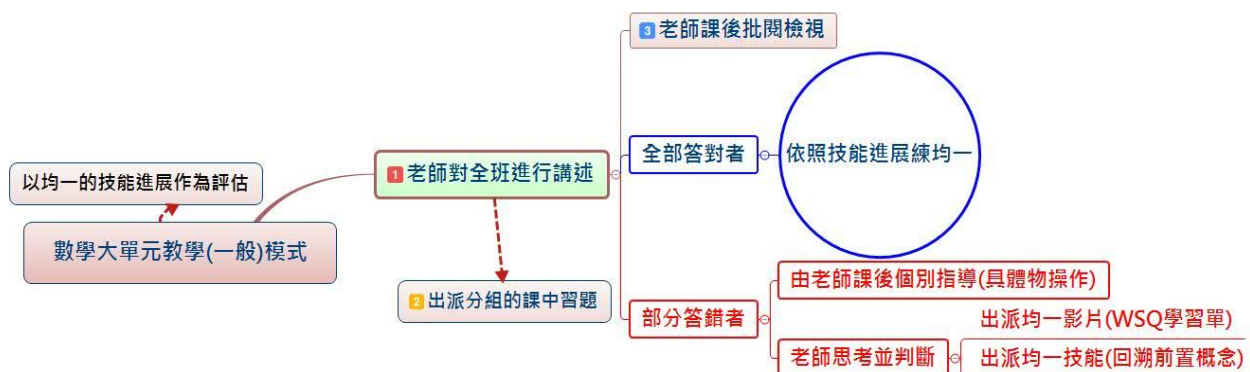 以均一的技能進展作為評估
數學大單元教學(一般)模式
1 老師對全班進行講述
2 出派分組的課中習題
3 老師課後批閱檢視
全部答對者
依照技能進展練均一
部分答錯者
由老師課後個別指導(具體物操作)
老師思考並判斷
出派均一影片(WSQ學習單)
出派均一技能(回溯前置概念)